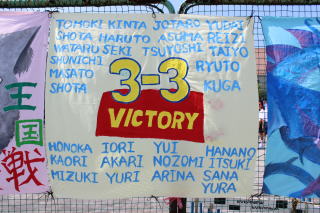 TOMOKI KINTA JOTARO YUSEI
SHOTA HARUTO ASUMA REIZI
WATARU SEKI TSUYOSHI TAIYO
SHUNICHI
RYUTO
MASATO
SHOTA
KUGA
3-3
VICTORY
HONOKA IORI YUI HANANO
KAORI AKARI NOZOMI ITSUKI
MIZUKI YURI ARINA SANA
YURA
王
国
戦